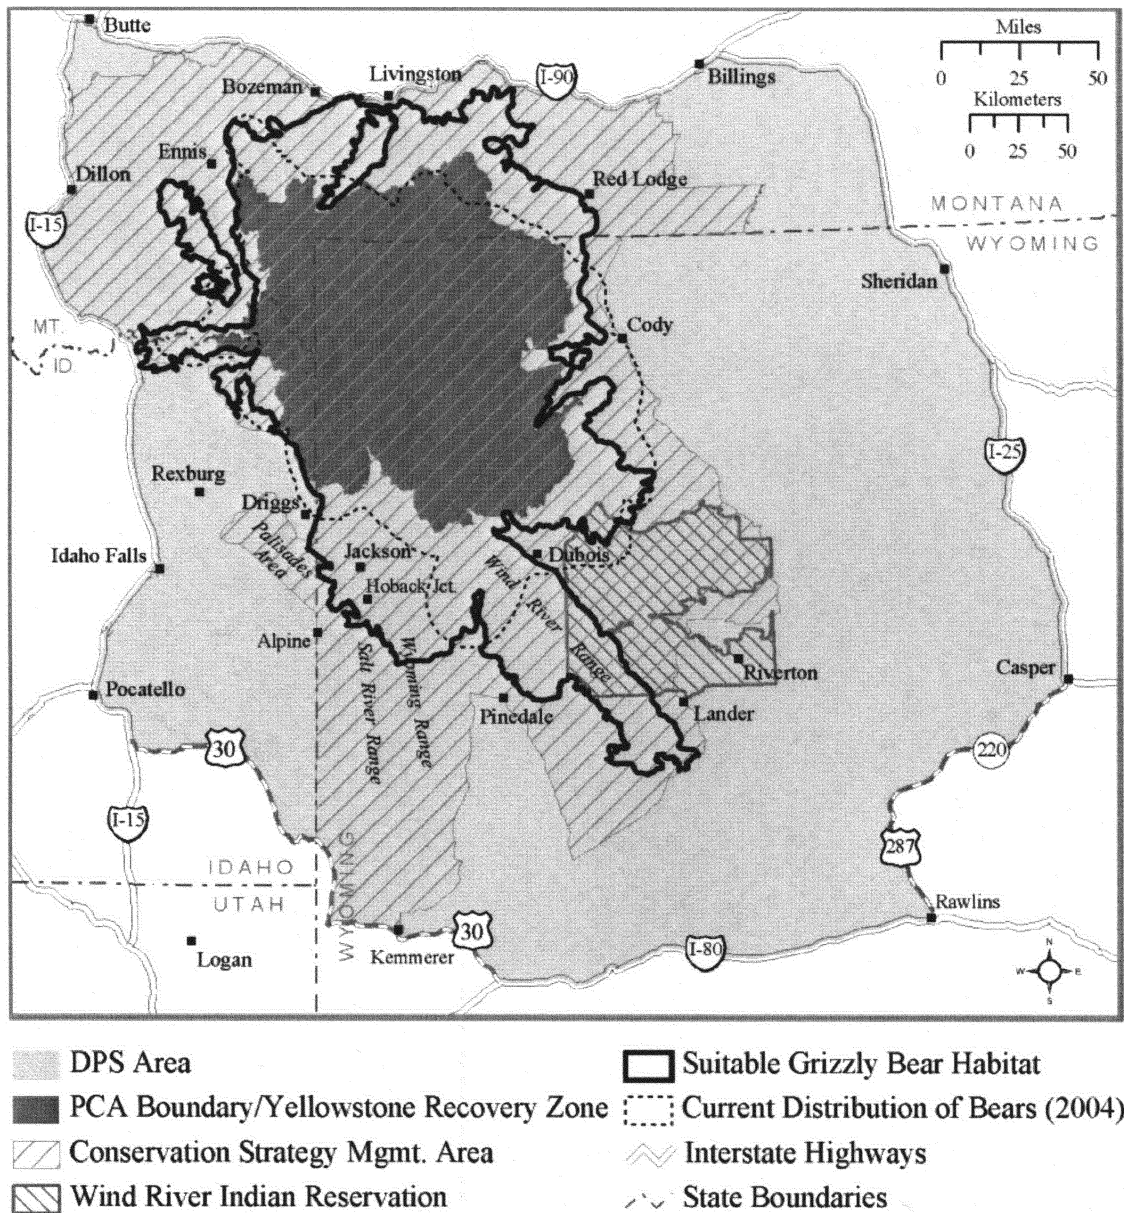 Butte
Miles
0 25 50
Kilometers
0 25 50
Livingston
I-90
Billings
Bozeman
Ennis
Dillon
Red Lodge
I-15
MONTANA
WYOMING
Sheridan
MT.
ID.
Cody
I-25
Rexburg
Driggs
Palisades
Area
Idaho Falls
Jackson
Hoback Jct.
Dubois
Wind
River
Range
Alpine
Salt River Range
Wyoming Range
Riverton
Casper
Pocatello
Pinedale
Lander
30
220
I-15
287
IDAHO
UTAH
WYOMING
Rawlins
30
I-80
Logan
Kemmerer
N
W E
S
DPS Area
PCA Boundary/Yellowstone Recovery Zone
Conservation Strategy Mgmt. Area
Wind River Indian Reservation
Suitable Grizzly Bear Habitat
Current Distribution of Bears (2004)
Interstate Highways
State Boundaries